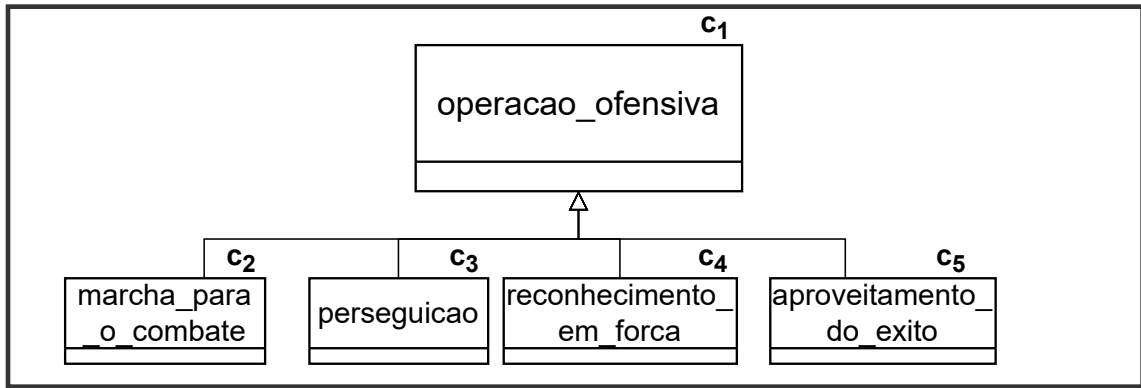 c1
operacao_ofensiva
c2
marcha_para
_o_combate
c3
perseguicao
c4
reconhecimento_
em_forca
c5
aproveitamento_
do_exito